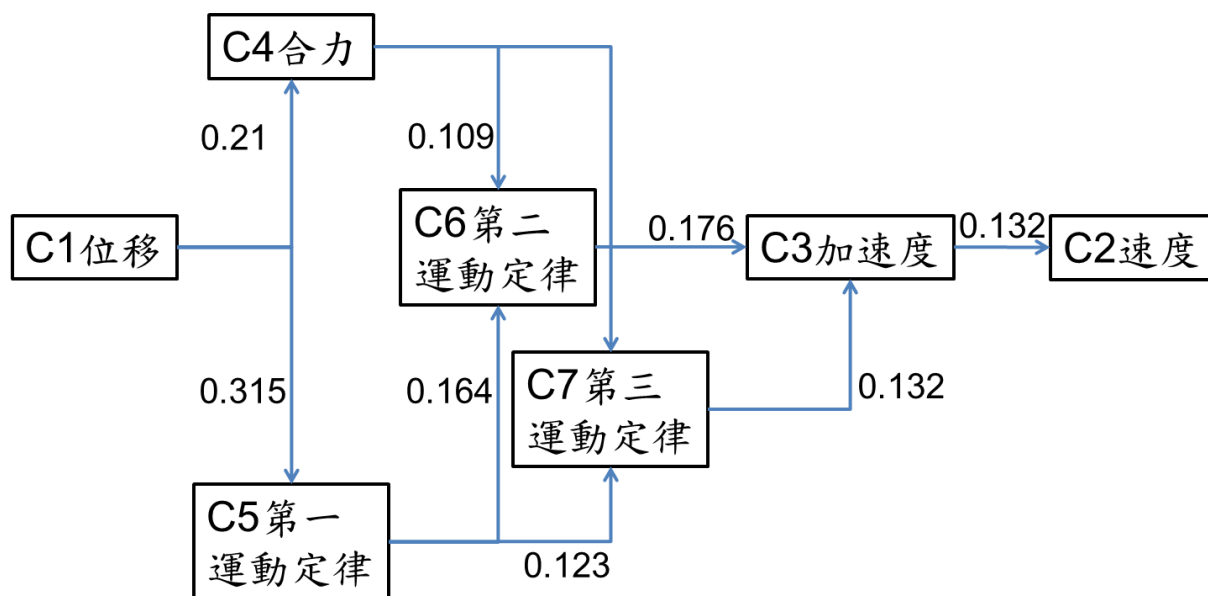 C4合力
0.21
0.109
C1位移
C6第二
運動定律
0.176
C3加速度
0.132
C2速度
0.315
0.164
C7第三
運動定律
0.132
C5第一
運動定律
0.123